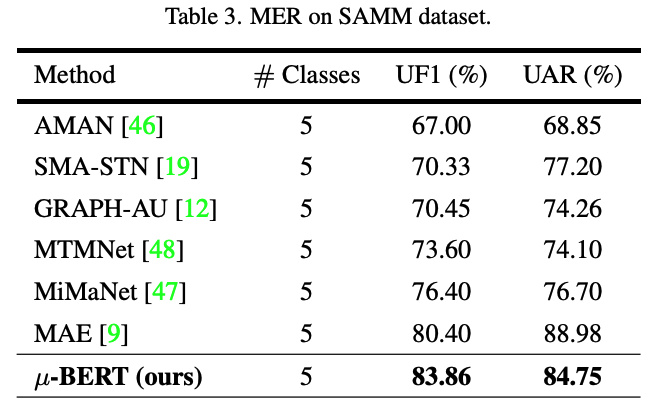 Table 3. MER on SAMM dataset.
Method # Classes UF1 (%) UAR (%)
AMAN [46] 5 67.00 68.85
SMA-STN [19] 5 70.33 77.20
GRAPH-AU [12] 5 70.45 74.26
MTMNet [48] 5 73.60 74.10
MiMaNet [47] 5 76.40 76.70
MAE [9] 5 80.40 88.98
μ-BERT (ours) 5 83.86 84.75